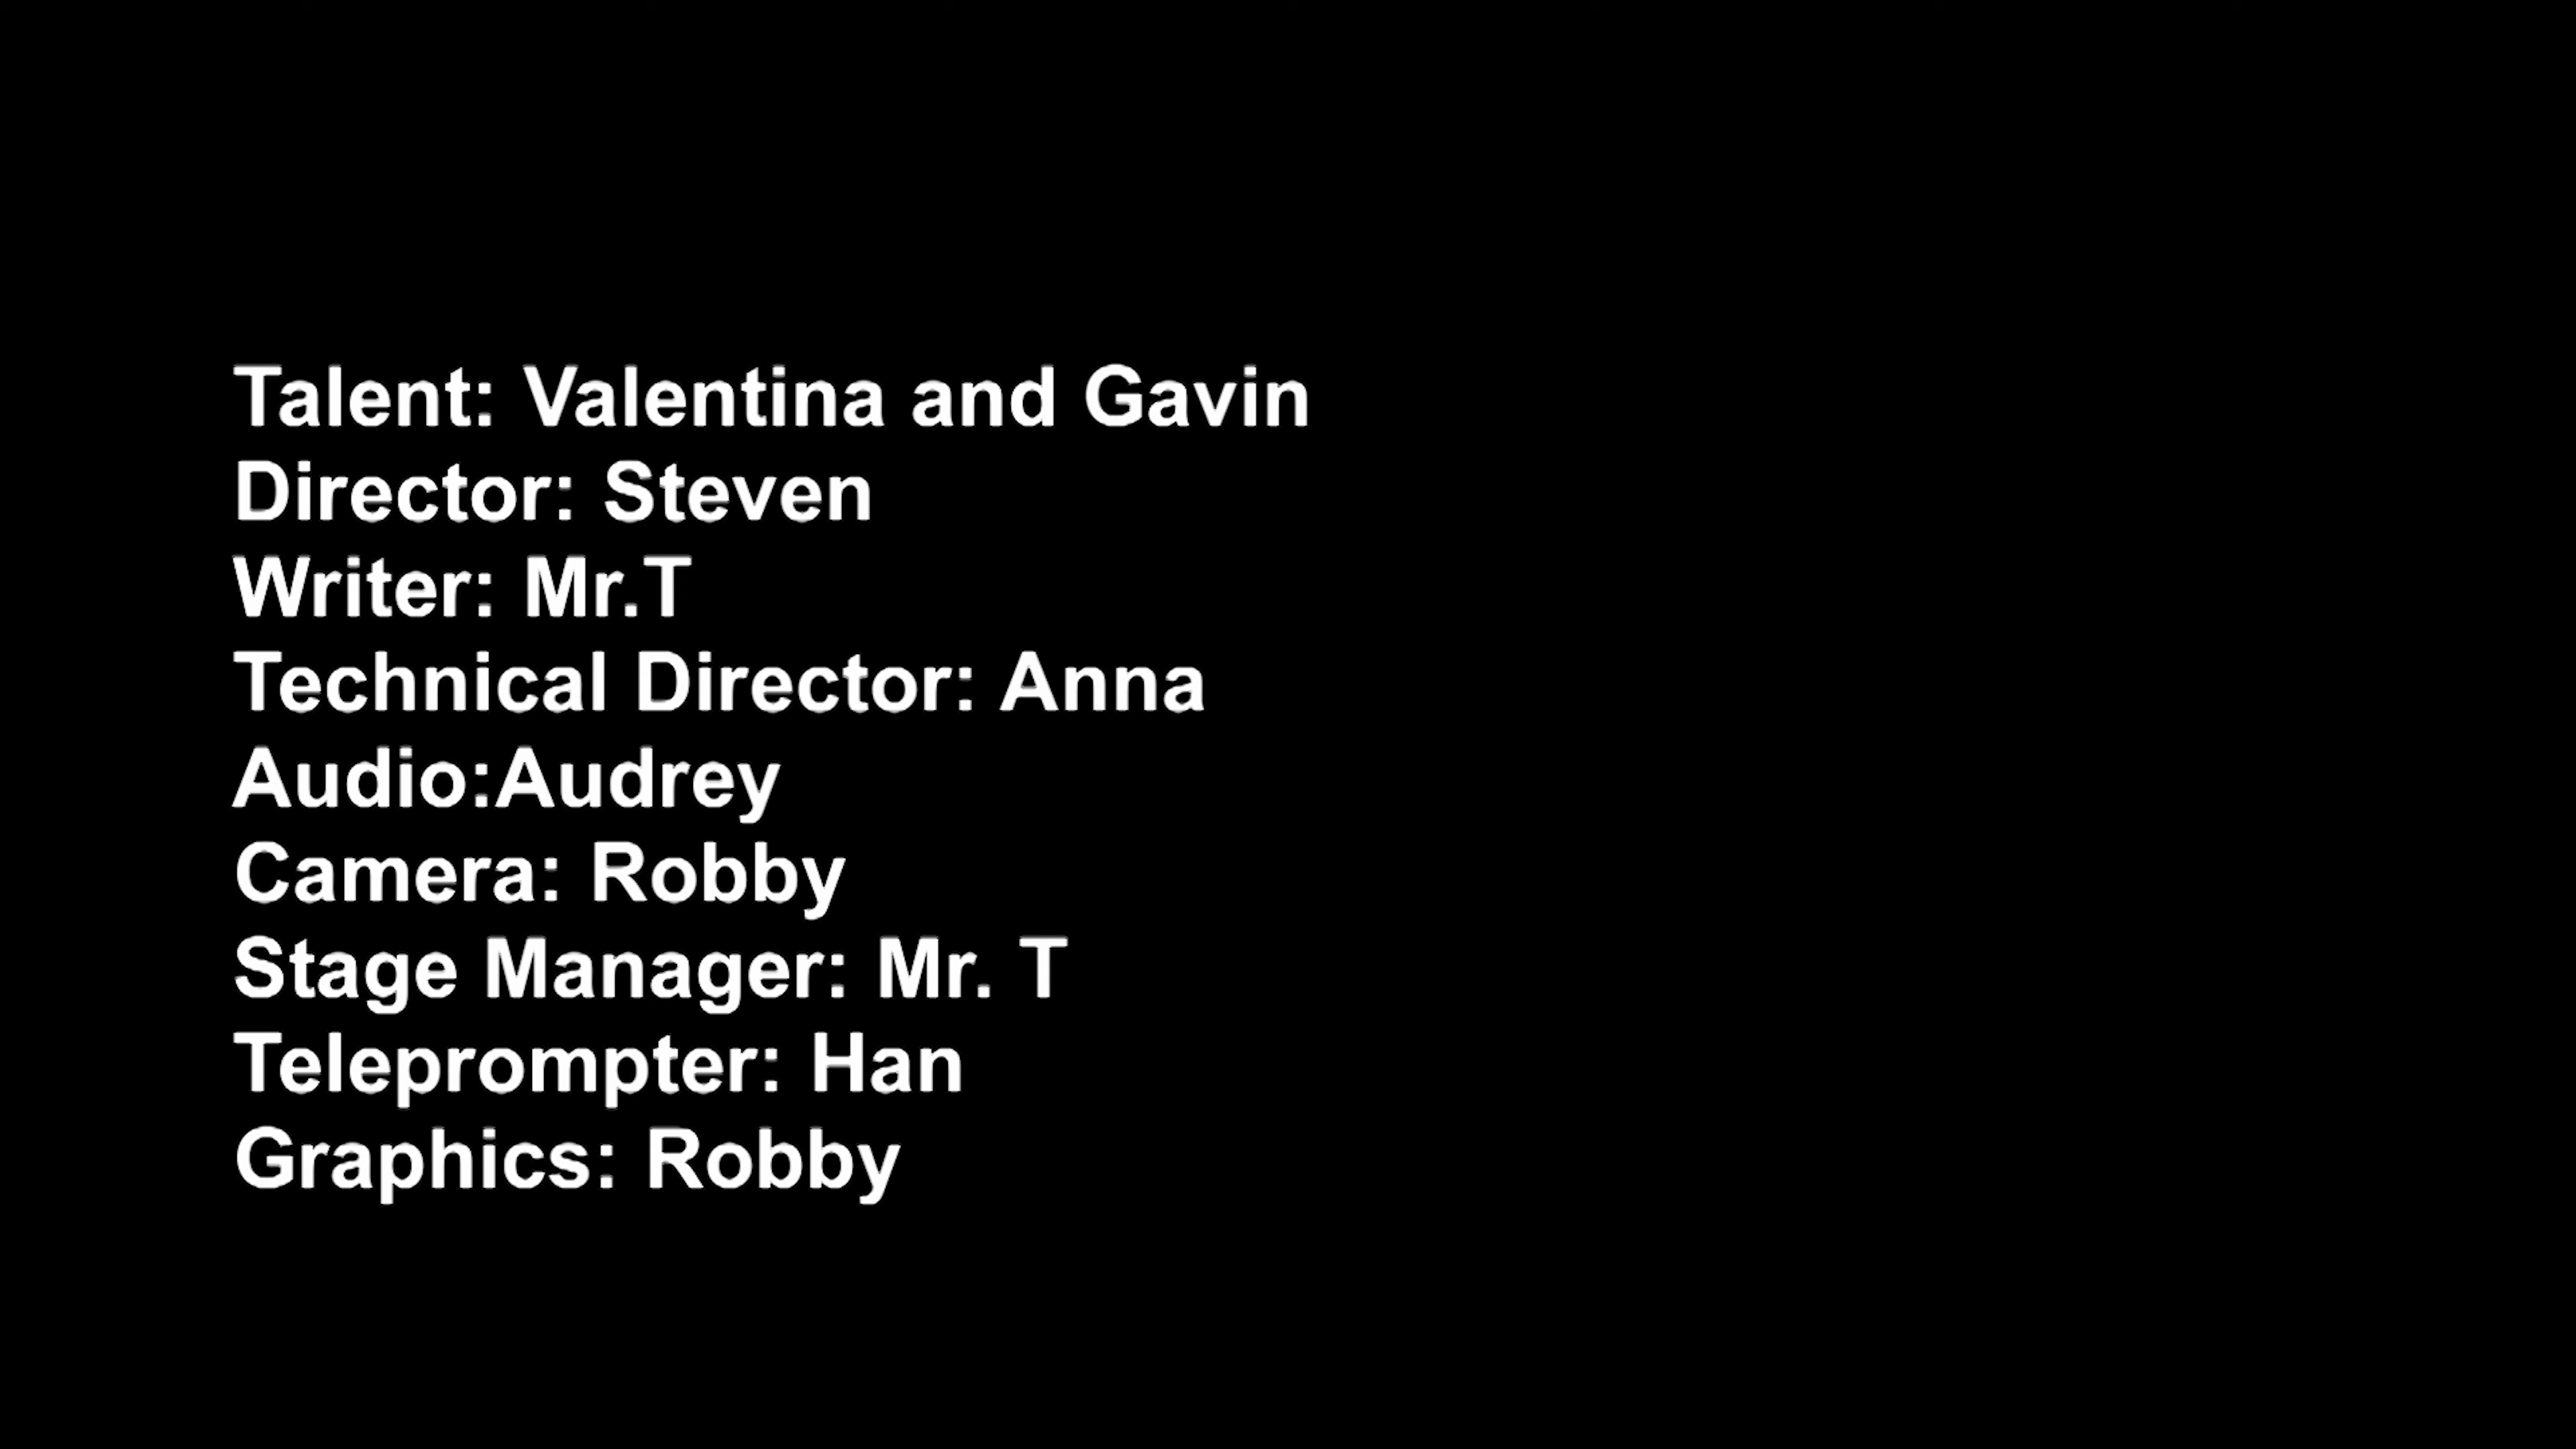 Talent: Valentina and Gavin
Director: Steven
Writer: Mr.T
Technical Director: Anna
Audio:Audrey
Camera: Robby
Stage Manager: Mr. T
Teleprompter: Han
Graphics: Robby